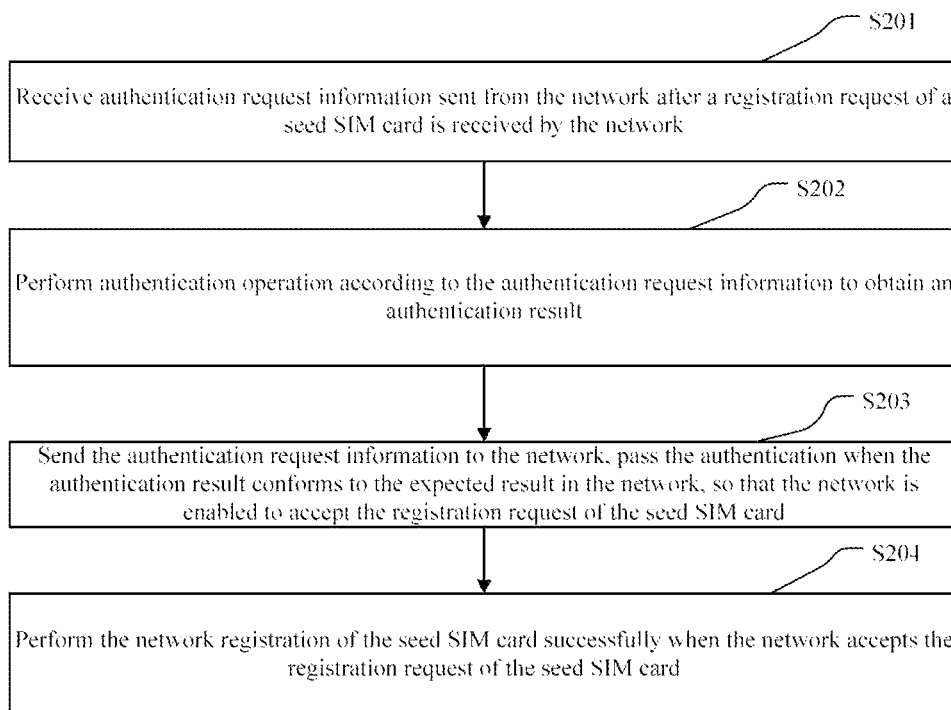 S201
Receive authentication request information sent from the network after a registration request of a
seed SIM card is received by the network
S202
Perform authentication operation according to the authentication request information to obtain an
authentication result
S203
Send the authentication request information to the network, pass the authentication when the
authentication result conforms to the expected result in the network, so that the network is
enabled to accept the registration request of the seed SIM card
S204
Perform the network registration of the seed SIM card successfully when the network accepts the
registration request of the seed SIM card